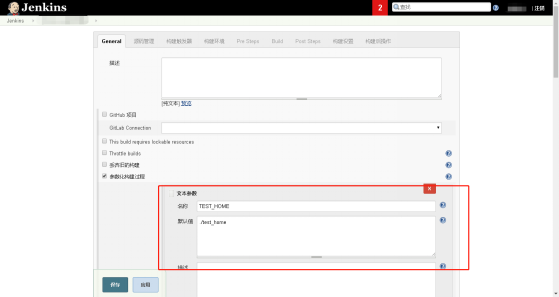 Jenkins
2
查找
注销
Jenkins
General
源码管理
构建触发器
构建环境
Pre Steps
Build
Post Steps
构建设置
构建后操作
描述
[纯文本] 预览
GitHub 项目
GitLab Connection
This build requires lockable resources
Throttle builds
丢弃旧的构建
参数化构建过程
文本参数
X
名称
TEST_HOME
默认值
/test_home
描述
保存
应用